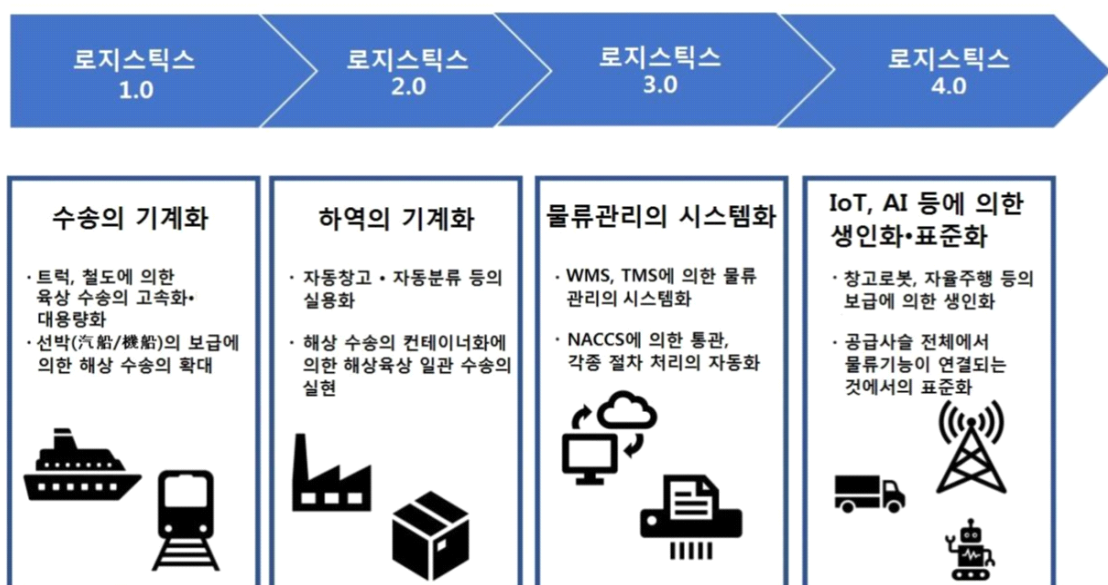 로지스틱스
1.0
로지스틱스
2.0
로지스틱스
3.0
로지스틱스
4.0
수송의 기계화
· 트럭, 철도에 의한
육상 수송의 고속화•
대용량화
· 선박(汽船/機船)의 보급에
의한 해상 수송의 확대
하역의 기계화
· 자동창고 • 자동분류 등의
실용화
· 해상 수송의 컨테이너화에
의한 해상육상 일관 수송의
실현
물류관리의 시스템화
· WMS, TMS에 의한 물류
관리의 시스템화
· NACCS에 의한 통관,
각종 절차 처리의 자동화
IoT, AI 등에 의한
생인화•표준화
· 창고로봇, 자율주행 등의
보급에 의한 생인화
· 공급사슬 전체에서
물류기능이 연결되는
것에서의 표준화